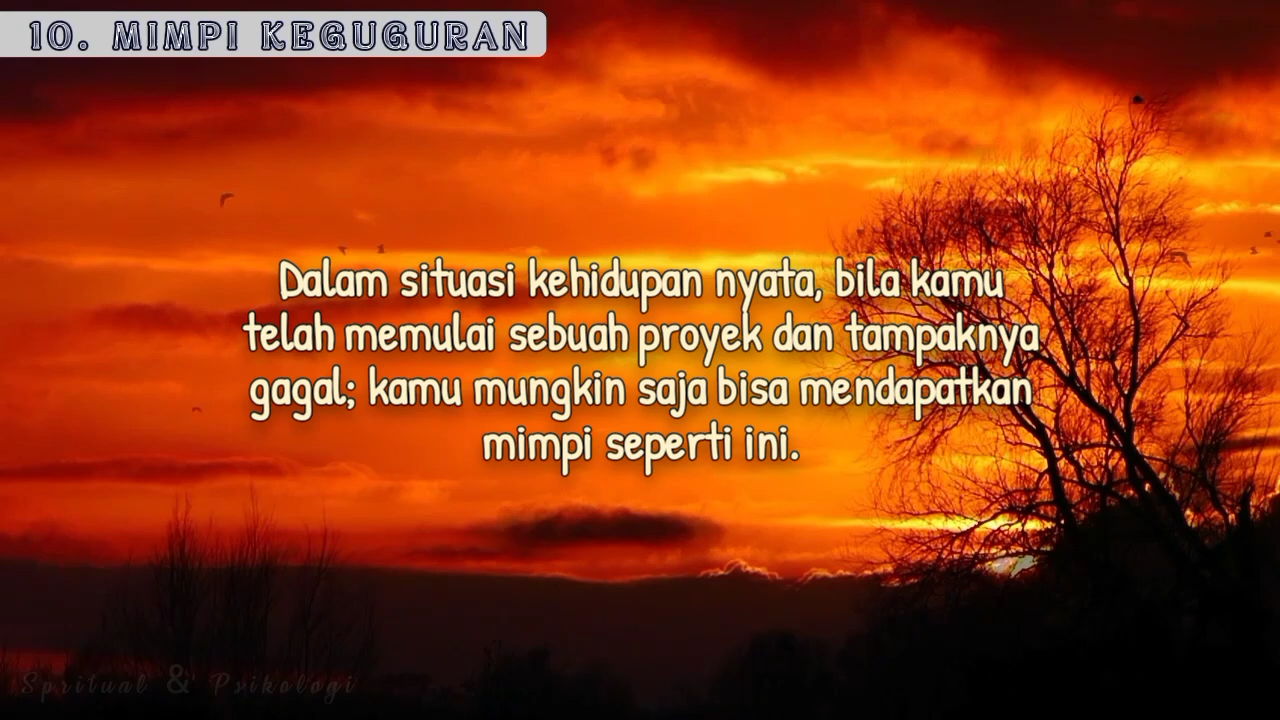 10. MIMPI KEGUGURAN
Dalam situasi kehidupan nyata, bila kamu
telah memulai sebuah proyek dan tampaknya
gagal; kamu mungkin saja bisa mendapatkan
mimpi seperti ini.
Spritual & Psikologi